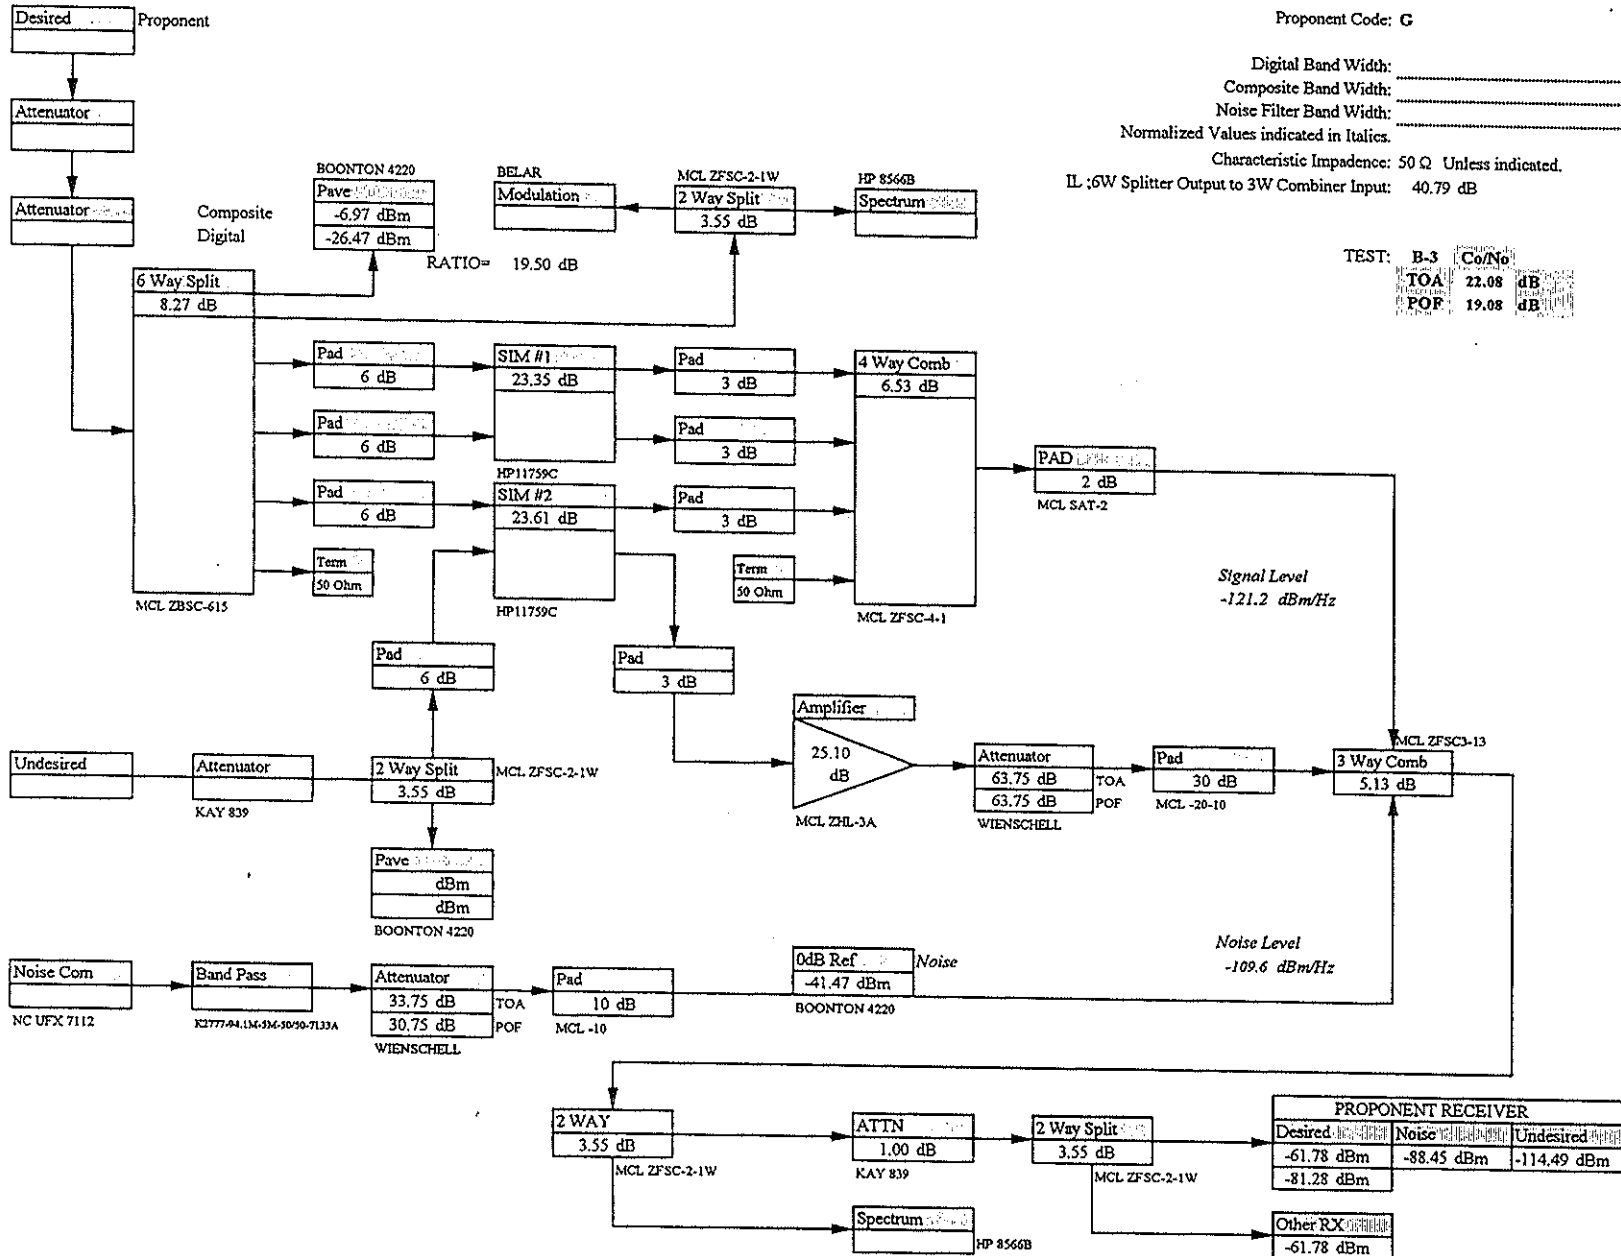 Desired
Proponent
Proponent Code: G
Digital Band Width:
Composite Band Width:
Noise Filter Band Width:
Normalized Values indicated in Italics.
Characteristic Impadence: 50 Ω Unless indicated.
IL ;6W Splitter Output to 3W Combiner Input: 40.79 dB
Attenuator
Attenuator
Composite
Digital
BOONTON 4220
Pave
-6.97 dBm
-26.47 dBm
RATIO= 19.50 dB
BELAR
Modulation
MCL ZFSC-2-1W
2 Way Split
3.55 dB
HP 8566B
Spectrum
TEST: B-3 Co/No
TOA 22.08 dB
POF 19.08 dB
6 Way Split
8.27 dB
MCL ZBSC-615
Pad
6 dB
SIM #1
23.35 dB
HP11759C
Pad
3 dB
4 Way Comb
6.53 dB
MCL ZFSC-4-1
Pad
6 dB
Pad
3 dB
PAD
2 dB
MCL SAT-2
Pad
6 dB
SIM #2
23.61 dB
HP11759C
Pad
3 dB
Term
50 Ohm
Term
50 Ohm
Signal Level
-121.2 dBm/Hz
Pad
6 dB
Pad
3 dB
Amplifier
25.10
dB
MCL ZHL-3A
Undesired
Attenuator
KAY 839
2 Way Split
3.55 dB
MCL ZFSC-2-1W
Attenuator
63.75 dB TOA
63.75 dB POF
WIENSCHELL
Pad
30 dB
MCL -20-10
MCL ZFSC3-13
3 Way Comb
5.13 dB
Pave
dBm
dBm
BOONTON 4220
Noise Level
-109.6 dBm/Hz
Noise Com
NC UFX 7112
Band Pass
K2777-94.1M-5M-50/50-7133A
Attenuator
33.75 dB TOA
30.75 dB POF
WIENSCHELL
Pad
10 dB
MCL -10
0dB Ref
Noise
-41.47 dBm
BOONTON 4220
2 WAY
3.55 dB
MCL ZFSC-2-1W
ATTN
1.00 dB
KAY 839
2 Way Split
3.55 dB
MCL ZFSC-2-1W
PROPONENT RECEIVER
Desired Noise Undesired
-61.78 dBm -88.45 dBm -114.49 dBm
-81.28 dBm
Spectrum
HP 8566B
Other RX
-61.78 dBm